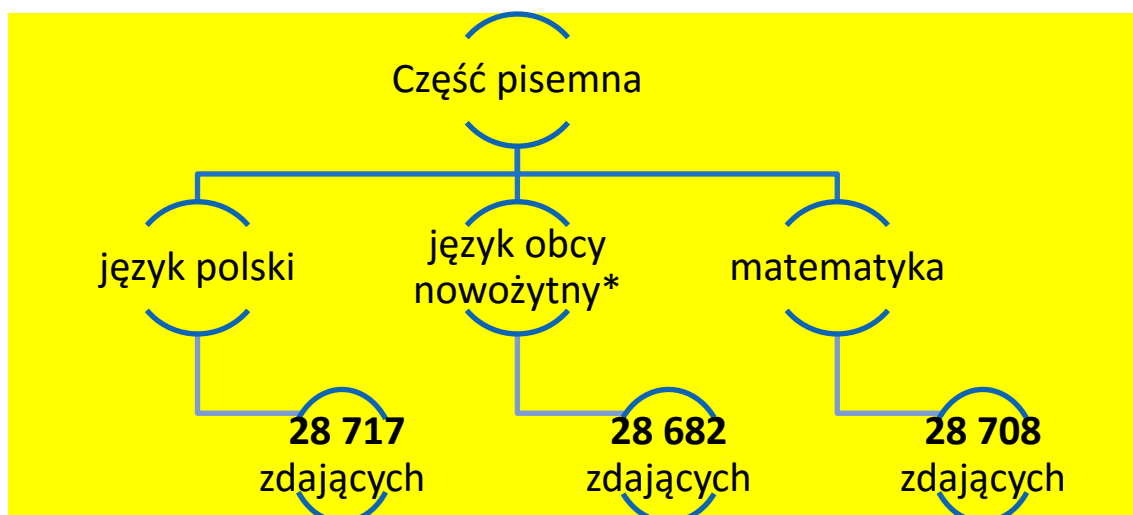 Część pisemna
język polski
język obcy
nowożytny*
matematyka
28 717
zdających
28 682
zdających
28 708
zdających